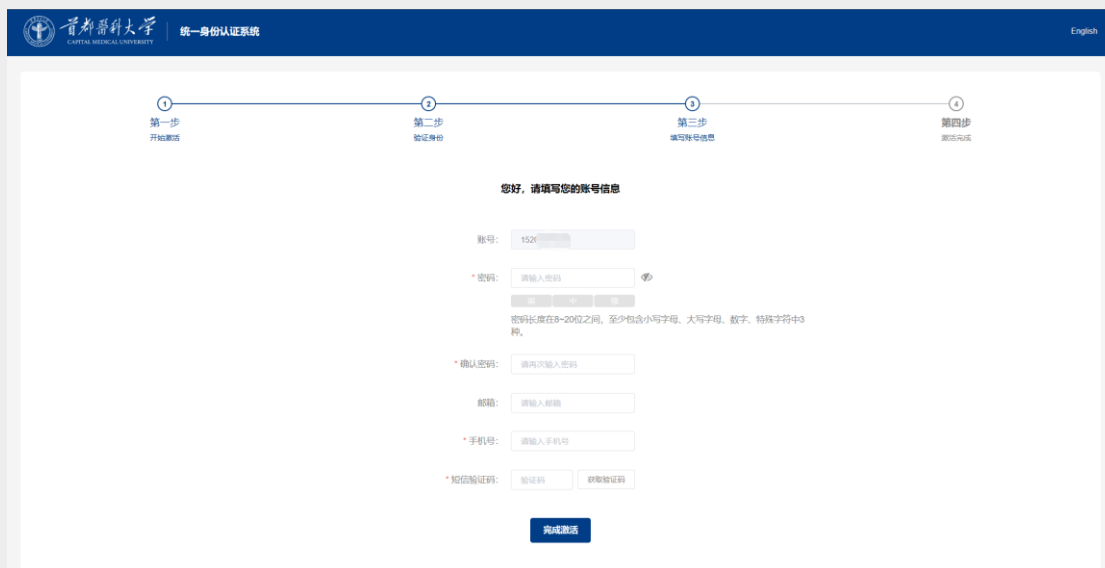 首都医科大学
CAPITAL MEDICAL UNIVERSITY
统一身份认证系统
English
1
2
3
4
第一步
第二步
第三步
第四步
开始激活
验证身份
填写账号信息
激活完成
您好，请填写您的账号信息
账号：
152
* 密码：
请输入密码
弱 中 强
密码长度在8~20位之间，至少包含小写字母、大写字母、数字、特殊字符中3
种。
* 确认密码：
请再次输入密码
邮箱：
请输入邮箱
* 手机号：
请输入手机号
* 短信验证码：
验证码
获取验证码
完成激活